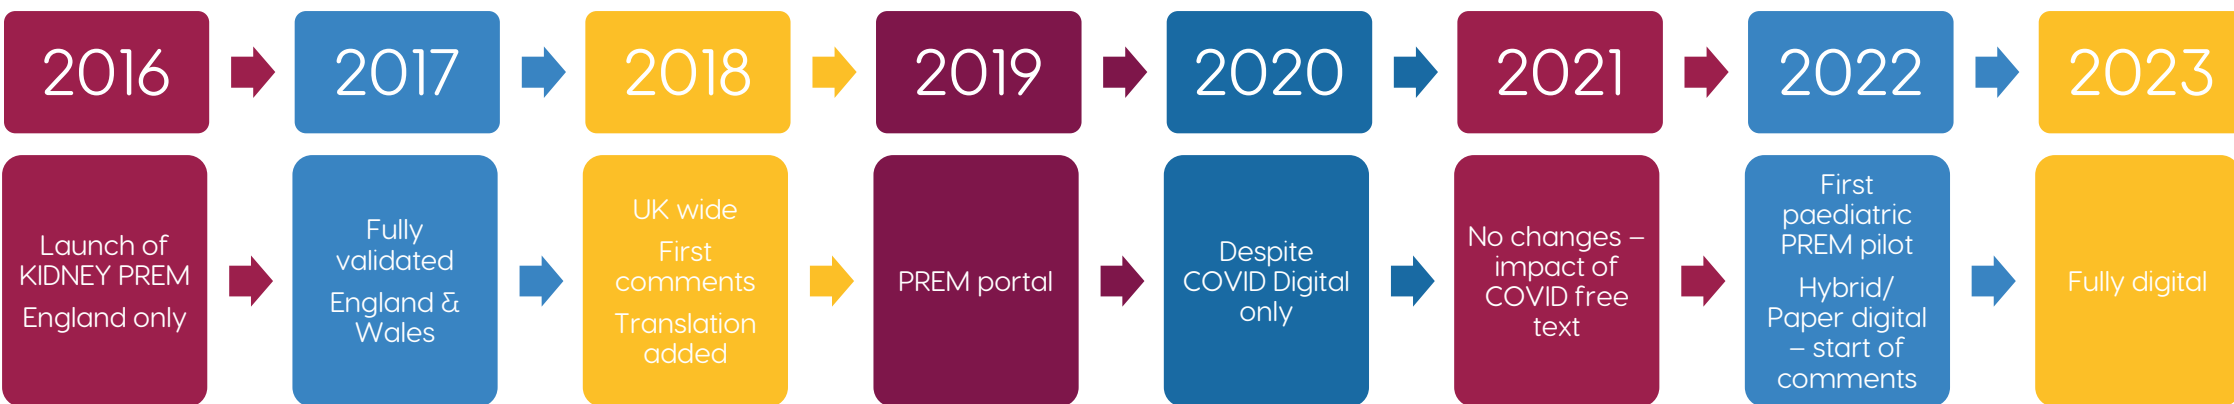 2016
2017
2018
2019
2020
2021
2022
2023
Launch of
KIDNEY PREM
England only
Fully
validated
England &
Wales
UK wide
First
comments
Translation
added
PREM portal
Despite
COVID Digital
only
No changes –
impact of
COVID free
text
First
paediatric
PREM pilot
Hybrid/
Paper digital
– start of
comments
Fully digital